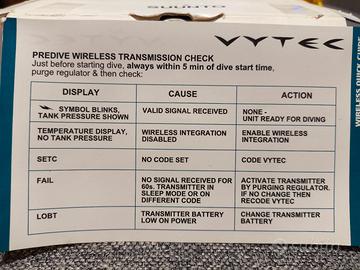 SUUNTO
VYTEC
PREDIVE WIRELESS TRANSMISSION CHECK
Just before starting dive, always within 5 min of dive start time,
purge regulator & then check:
DISPLAY CAUSE ACTION
SYMBOL BLINKS, TANK PRESSURE SHOWN
VALID SIGNAL RECEIVED
NONE - UNIT READY FOR DIVING
TEMPERATURE DISPLAY, NO TANK PRESSURE
WIRELESS INTEGRATION DISABLED
ENABLE WIRELESS INTEGRATION
SETC
NO CODE SET
CODE VYTEC
FAIL
NO SIGNAL RECEIVED FOR
60s. TRANSMITTER IN
SLEEP MODE OR ON
DIFFERENT CODE
ACTIVATE TRANSMITTER
BY PURGING REGULATOR.
IF NO CHANGE THEN
RECODE VYTEC
LOBT
TRANSMITTER BATTERY
LOW ON POWER
CHANGE TRANSMITTER
BATTERY
WIRELESS QUICK GUIDE